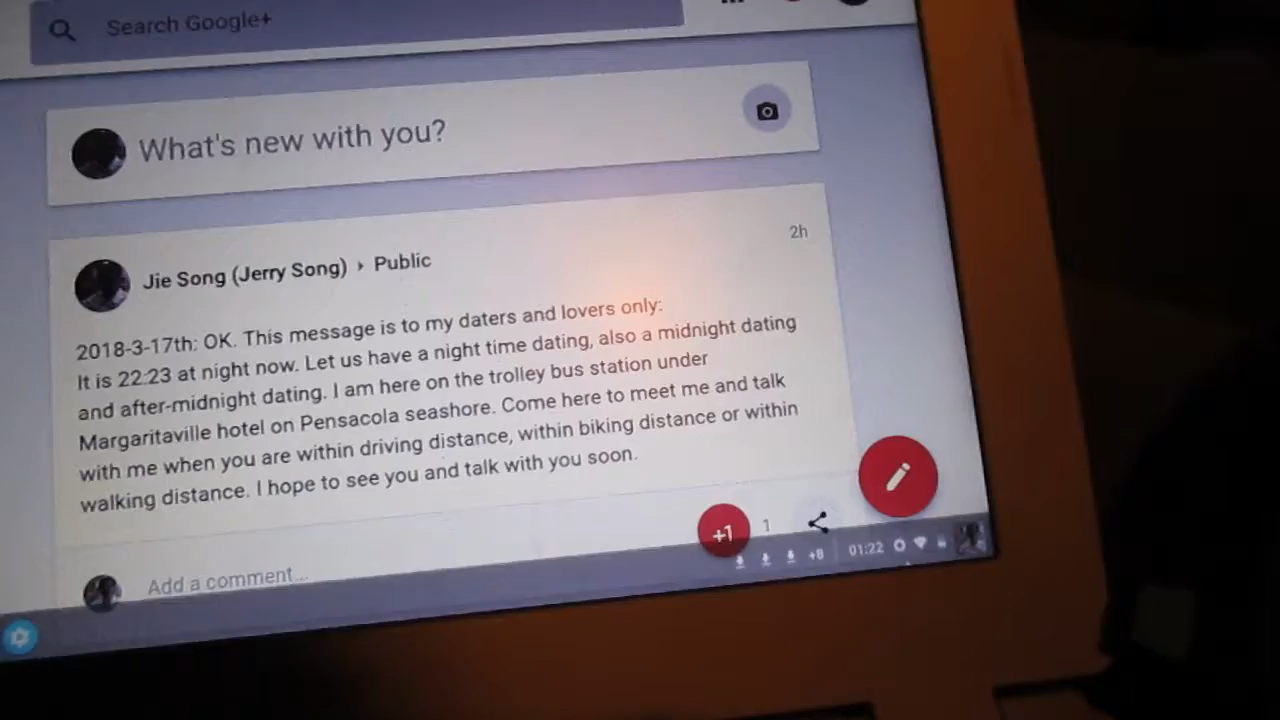 Search Google+
What's new with you?
2h
Jie Song (Jerry Song) › Public
2018-3-17th: OK. This message is to my daters and lovers only:
It is 22:23 at night now. Let us have a night time dating, also a midnight dating
and after-midnight dating. I am here on the trolley bus station under
Margaritaville hotel on Pensacola seashore. Come here to meet me and talk
with me when you are within driving distance, within biking distance or within
walking distance. I hope to see you and talk with you soon.
+1 1
Add a comment...
+8 01:22